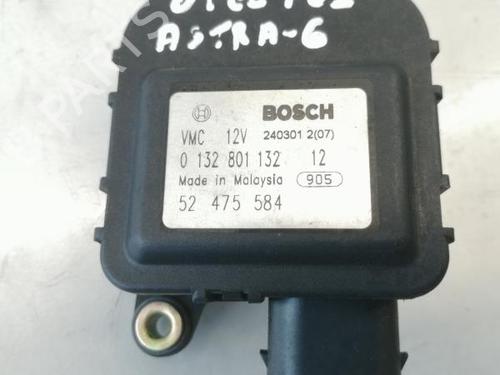 ASTRA-G
BOSCH
VMC 12V 240301 2(07)
0 132 801 132 12
Made in Malaysia 905
52 475 584